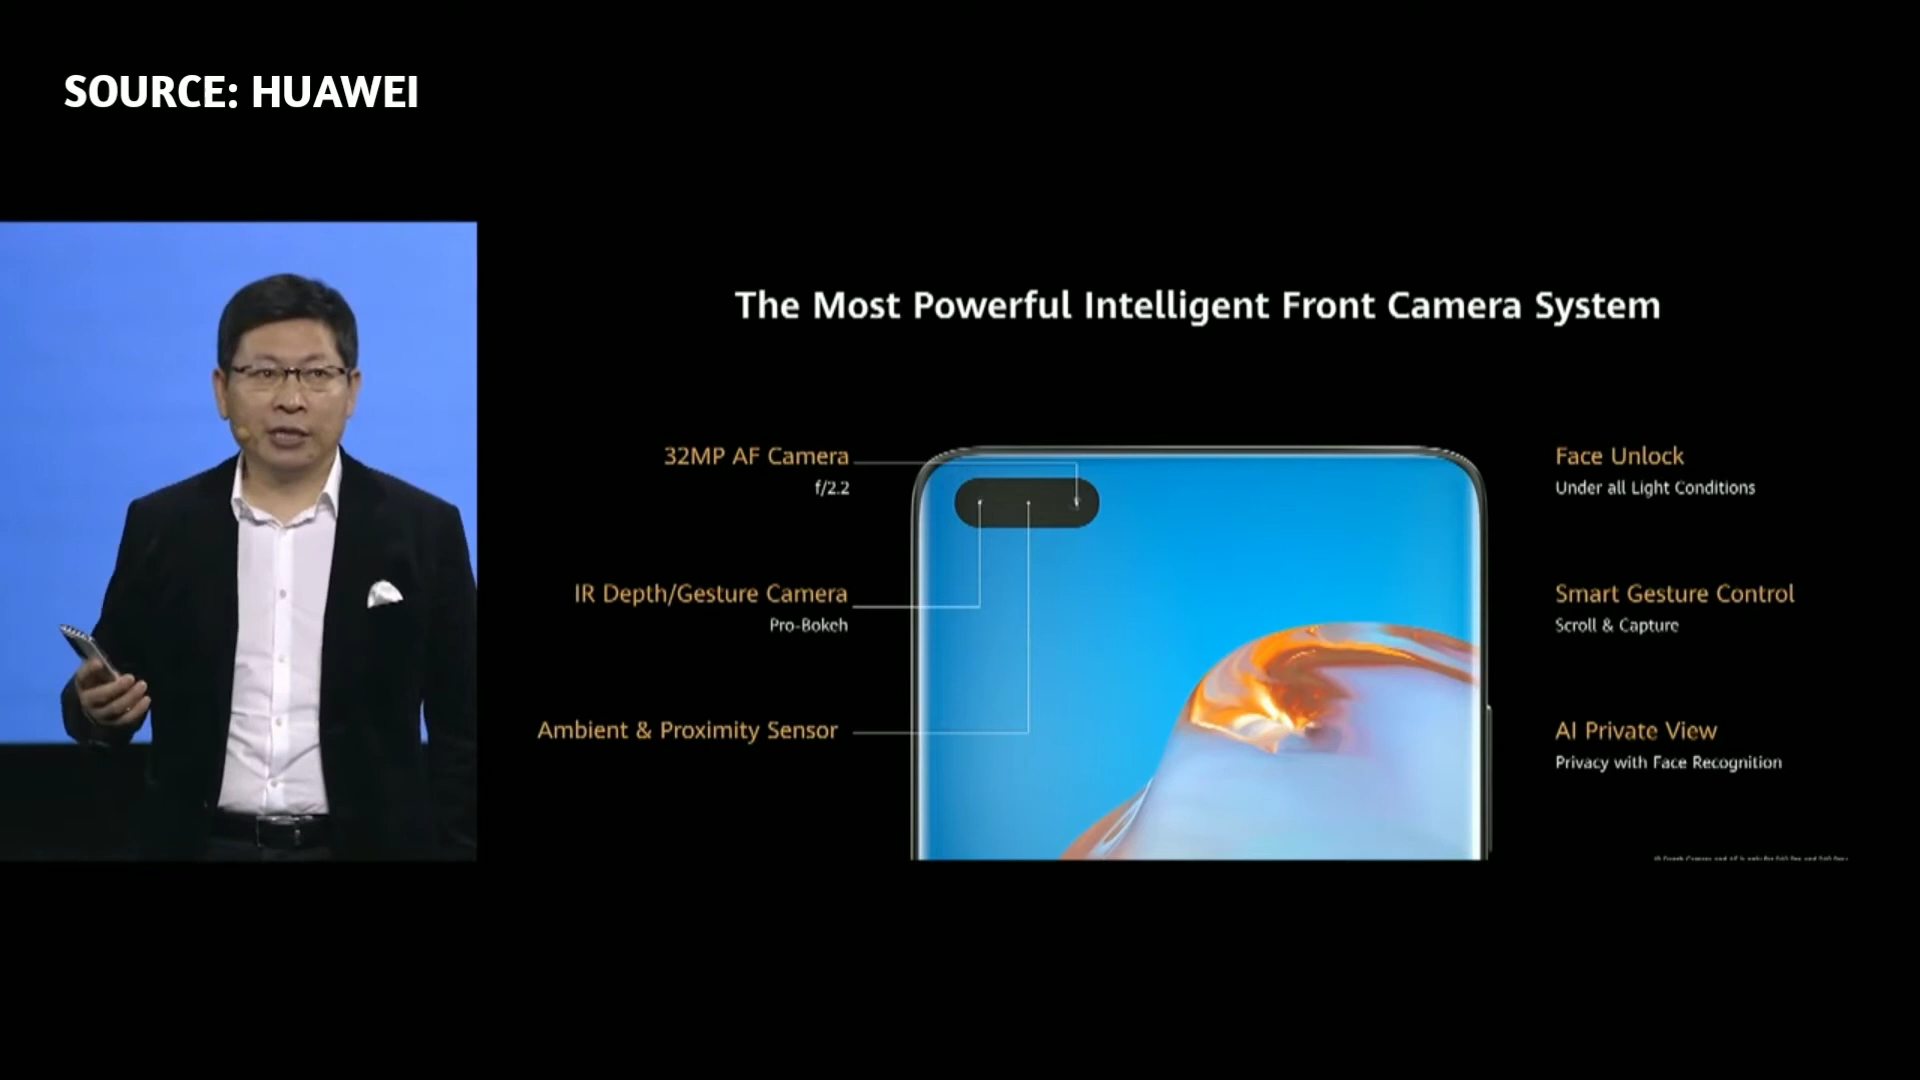 SOURCE: HUAWEI
The Most Powerful Intelligent Front Camera System
32MP AF Camera
f/2.2
IR Depth/Gesture Camera
Pro-Bokeh
Ambient & Proximity Sensor
Face Unlock
Under all Light Conditions
Smart Gesture Control
Scroll & Capture
AI Private View
Privacy with Face Recognition